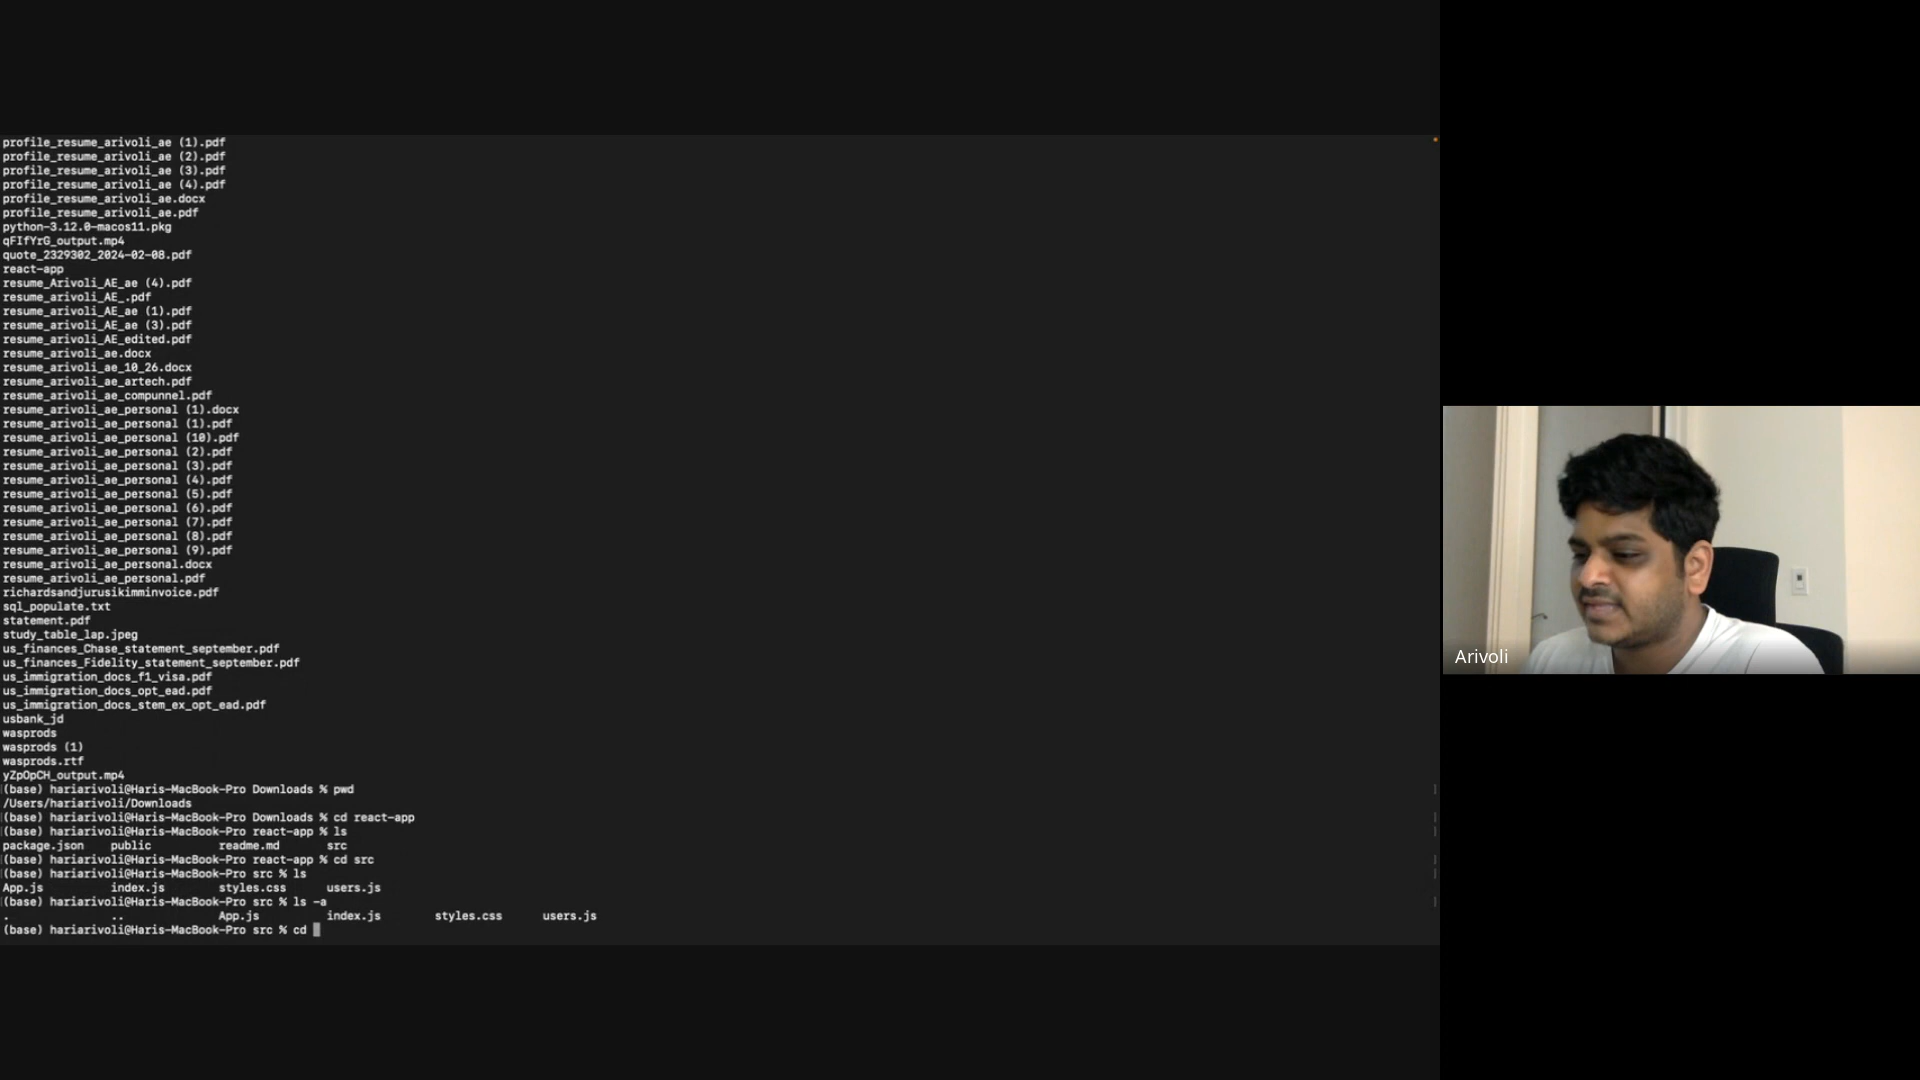 profile_resume_arivoli_ae (1).pdf
profile_resume_arivoli_ae (2).pdf
profile_resume_arivoli_ae (3).pdf
profile_resume_arivoli_ae (4).pdf
profile_resume_arivoli_ae.docx
profile_resume_arivoli_ae.pdf
python-3.12.0-macos11.pkg
qFIfYrG_output.mp4
quote_2329302_2024-02-08.pdf
react-app
resume_Arivoli_AE_ae (4).pdf
resume_arivoli_AE_.pdf
resume_arivoli_AE_ae (1).pdf
resume_arivoli_AE_ae (3).pdf
resume_arivoli_AE_edited.pdf
resume_arivoli_ae.docx
resume_arivoli_ae_10_26.docx
resume_arivoli_ae_artech.pdf
resume_arivoli_ae_compunnel.pdf
resume_arivoli_ae_personal (1).docx
resume_arivoli_ae_personal (1).pdf
resume_arivoli_ae_personal (10).pdf
resume_arivoli_ae_personal (2).pdf
resume_arivoli_ae_personal (3).pdf
resume_arivoli_ae_personal (4).pdf
resume_arivoli_ae_personal (5).pdf
resume_arivoli_ae_personal (6).pdf
resume_arivoli_ae_personal (7).pdf
resume_arivoli_ae_personal (8).pdf
resume_arivoli_ae_personal (9).pdf
resume_arivoli_ae_personal.docx
resume_arivoli_ae_personal.pdf
richardsandjurusikimminvoice.pdf
sql_populate.txt
statement.pdf
study_table_lap.jpeg
us_finances_Chase_statement_september.pdf
us_finances_Fidelity_statement_september.pdf
us_immigration_docs_f1_visa.pdf
us_immigration_docs_opt_ead.pdf
us_immigration_docs_stem_ex_opt_ead.pdf
usbank_jd
wasprods
wasprods (1)
wasprods.rtf
yZpOpCH_output.mp4
(base) hariarivoli@Haris-MacBook-Pro Downloads % pwd
/Users/hariarivoli/Downloads
(base) hariarivoli@Haris-MacBook-Pro Downloads % cd react-app
(base) hariarivoli@Haris-MacBook-Pro react-app % ls
package.json public readme.md src
(base) hariarivoli@Haris-MacBook-Pro react-app % cd src
(base) hariarivoli@Haris-MacBook-Pro src % ls
App.js index.js styles.css users.js
(base) hariarivoli@Haris-MacBook-Pro src % ls -a
. .. App.js index.js styles.css users.js
(base) hariarivoli@Haris-MacBook-Pro src % cd
Arivoli